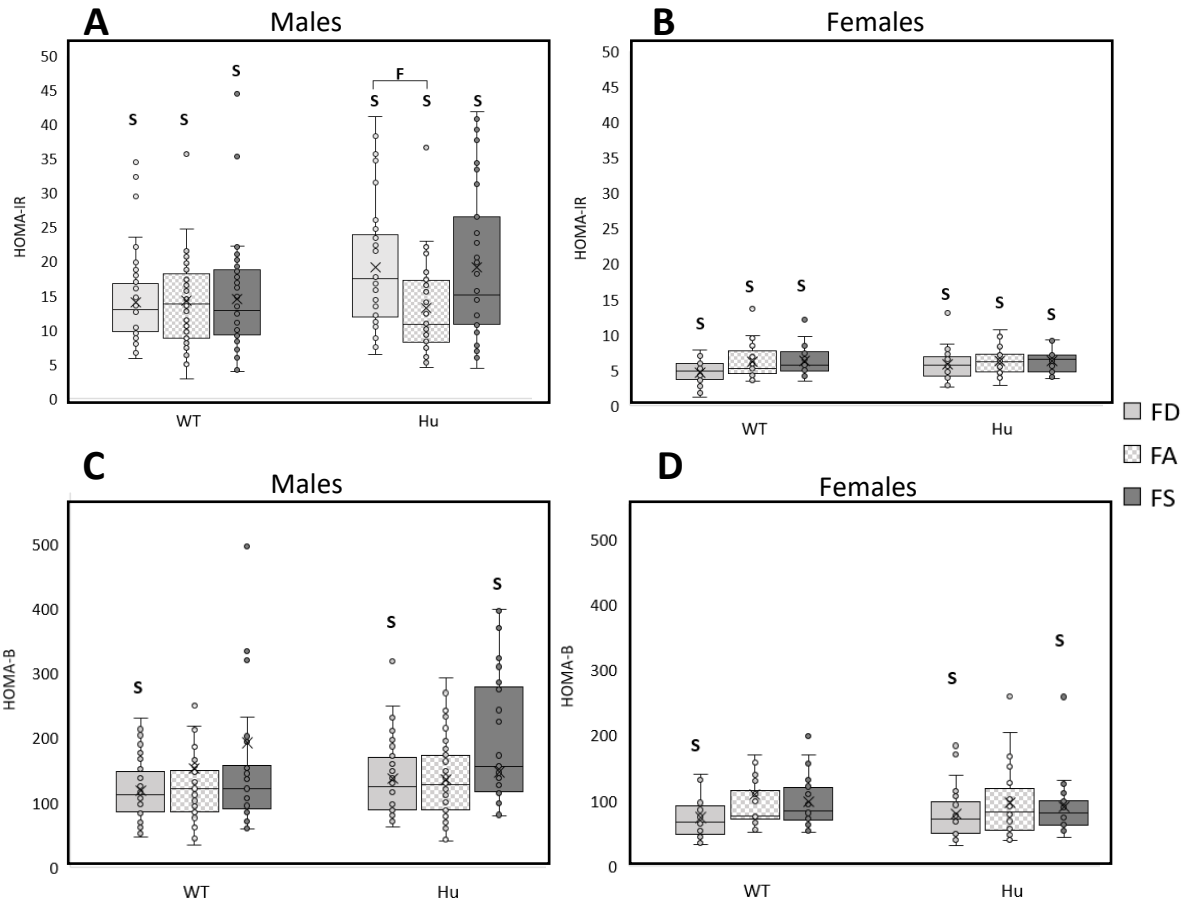 A Males
50
45
40
35
30
25
20
15
10
5
0
HOMA-IR
S S S
F
S S S
WT Hu
B Females
50
45
40
35
30
25
20
15
10
5
0
HOMA-IR
S S S
S S S
WT Hu
FD
FA
FS
C Males
500
400
300
200
100
0
HOMA-B
S
S S
WT Hu
D Females
500
400
300
200
100
0
HOMA-B
S
S S
WT Hu